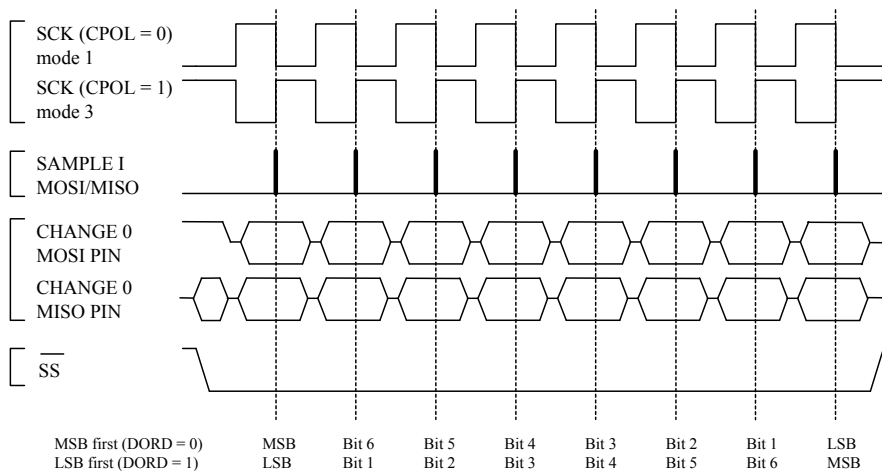 SCK (CPOL = 0)
mode 1
SCK (CPOL = 1)
mode 3
SAMPLE I
MOSI/MISO
CHANGE 0
MOSI PIN
CHANGE 0
MISO PIN
SS
MSB first (DORD = 0) MSB Bit 6 Bit 5 Bit 4 Bit 3 Bit 2 Bit 1 LSB
LSB first (DORD = 1) LSB Bit 1 Bit 2 Bit 3 Bit 4 Bit 5 Bit 6 MSB